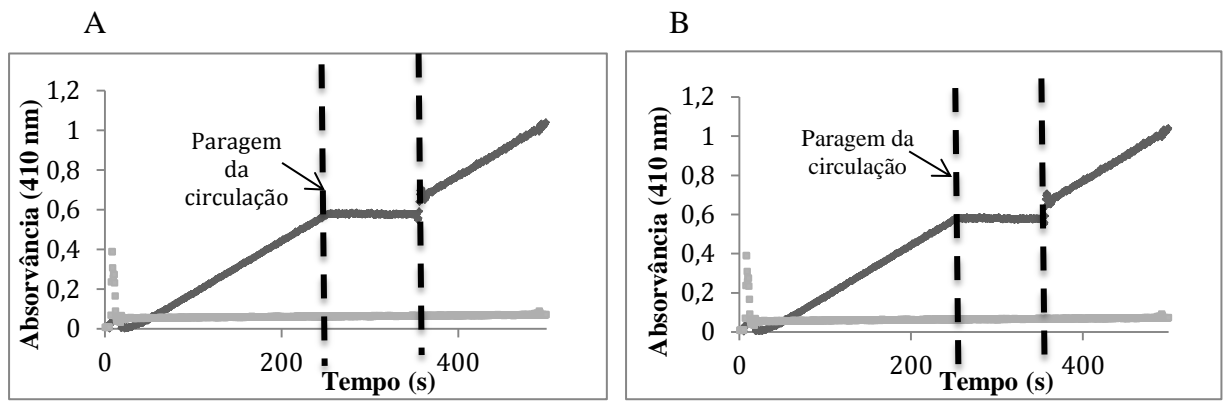 A
B
Absorvância (410 nm)
1,2
1
0,8
0,6
0,4
0,2
0
Paragem
da
circulação
0
200
400
Tempo (s)
Absorvância (410 nm)
1,2
1
0,8
0,6
0,4
0,2
0
Paragem da
circulação
0
200
400
Tempo (s)